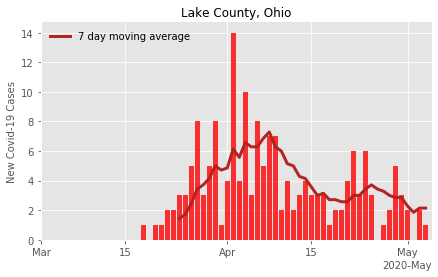 Lake County, Ohio
7 day moving average
New Covid-19 Cases
14
12
10
8
6
4
2
0
Mar 15 Apr 15 May
2020-May